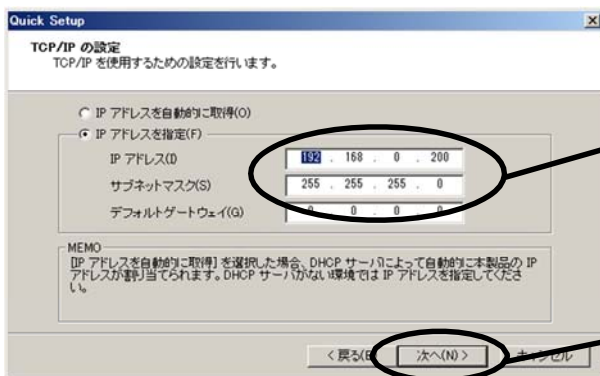 Quick Setup
TCP/IP の設定
TCP/IP を使用するための設定を行います。
IP アドレスを自動的に取得(O)
IP アドレスを指定(F)
IP アドレス(I)
192 . 168 . 0 . 200
サブネットマスク(S)
255 . 255 . 255 . 0
デフォルトゲートウェイ(G)
0 . 0 . 0 . 0
MEMO
[IP アドレスを自動的に取得] を選択した場合、DHCP サーバによって自動的に本製品の IP
アドレスが割り当てられます。DHCP サーバがない環境では IP アドレスを指定してくださ
い。
< 戻る(B
次へ(N) >
キャンセル